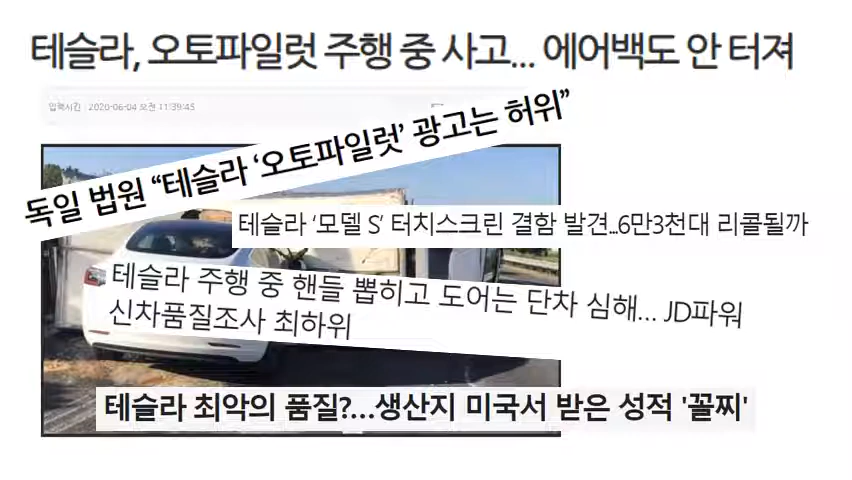 테슬라, 오토파일럿 주행 중 사고... 에어백도 안 터져
입력시간 | 2020-06-04 오전 11:39:45
독일 법원 “테슬라 ‘오토파일럿’ 광고는 허위”
테슬라 ‘모델 S’ 터치스크린 결함 발견...6만3천대 리콜될까
테슬라 주행 중 핸들 뽑히고 도어는 단차 심해... JD파워
신차품질조사 최하위
테슬라 최악의 품질?...생산지 미국서 받은 성적 '꼴찌'